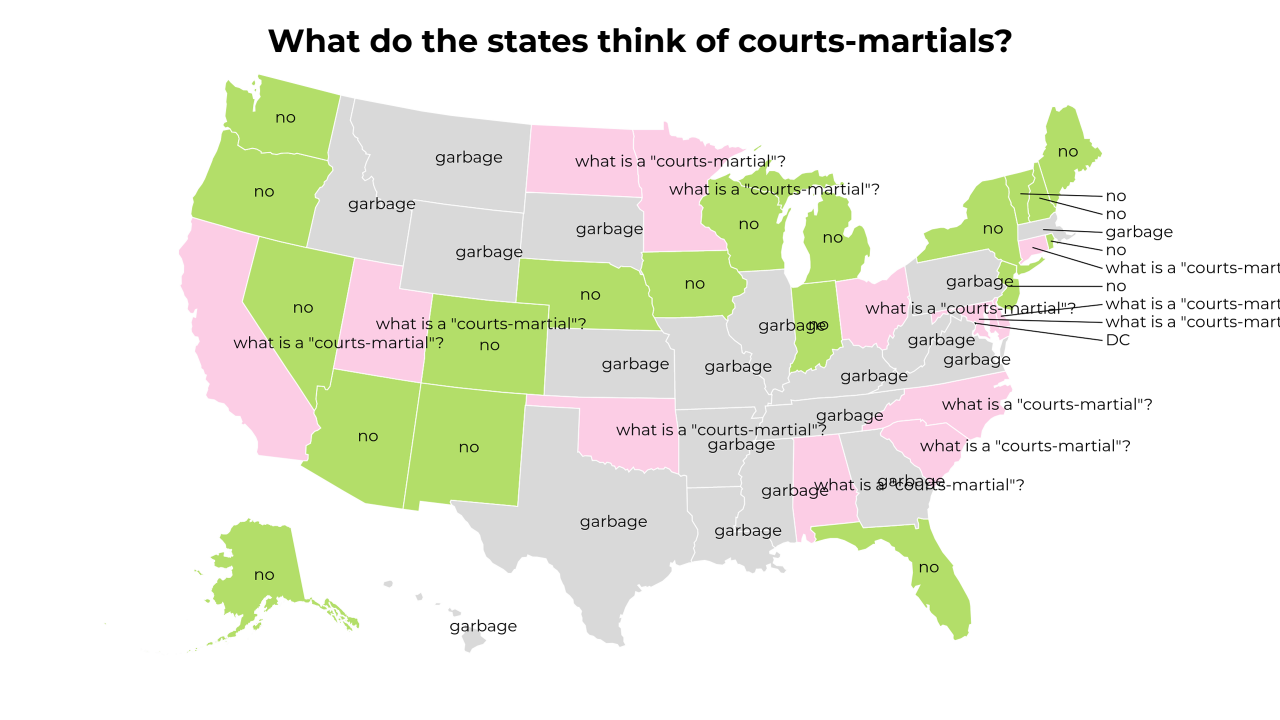 What do the states think of courts-martials?
no
no
garbage
what is a "courts-martial"?
no
what is a "courts-martial"?
no
garbage
no
no
garbage
garbage
no
no
garbage
no
garbage
no
what is a "courts-mart
garbage
no
no
no
no
what is a "courts-mart
what is a "courts-martial"?
what is a "courts-martial"?
garbage
no
what is a "courts-mart
what is a "courts-martial"?
no
garbage
DC
garbage
garbage
garbage
garbage
what is a "courts-martial"?
garbage
what is a "courts-martial"?
no
no
what is a "courts-martial"?
garbage
what is a "courts-martial"?
garbage
garbage
what is a "courts-martial"?
garbage
garbage
no
no
garbage